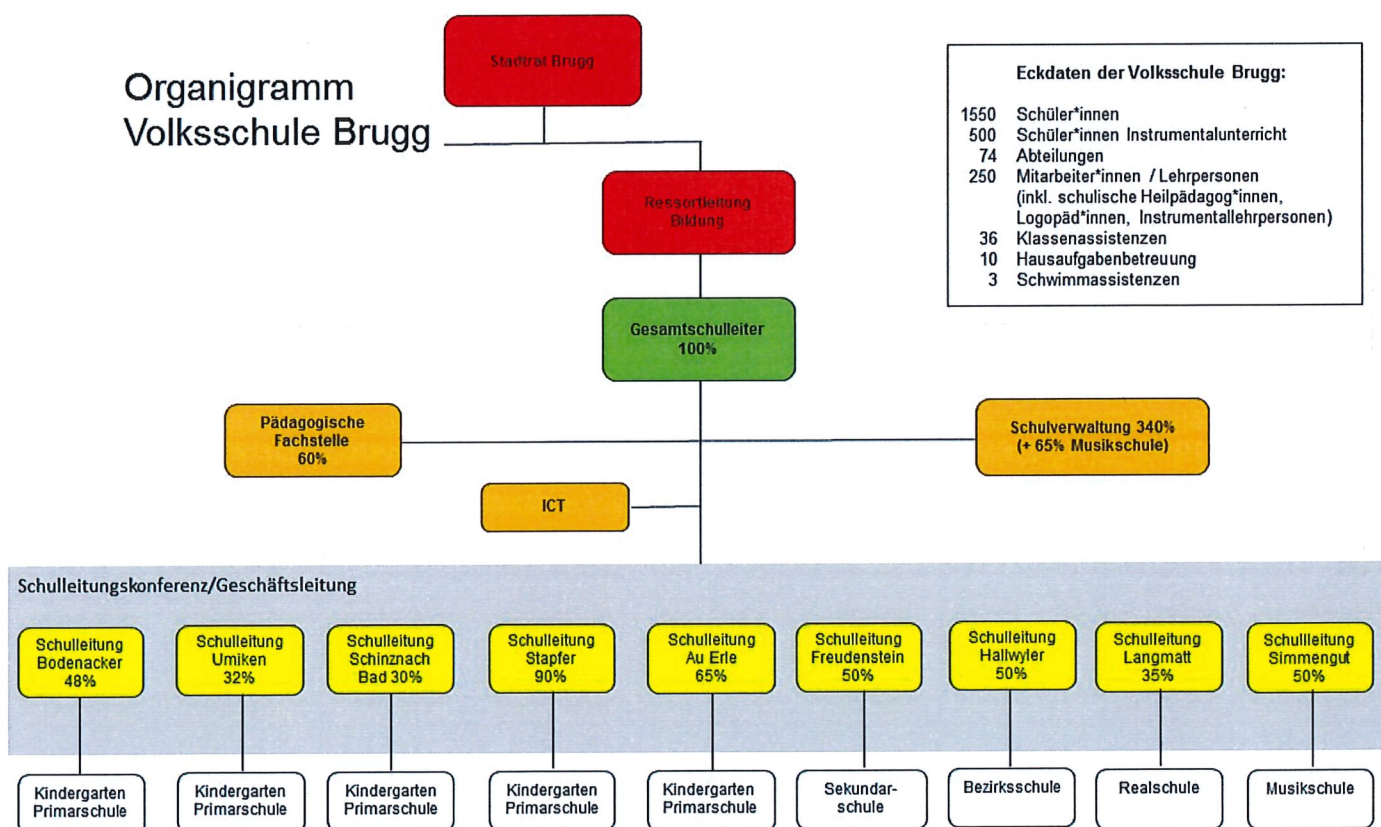 Organigramm
Volksschule Brugg
Stadtrat Brugg
Eckdaten der Volksschule Brugg:
1550 Schüler*innen
500 Schüler*innen Instrumentalunterricht
74 Abteilungen
250 Mitarbeiter*innen / Lehrpersonen
(inkl. schulische Heilpädagog*innen,
Logopäd*innen, Instrumentallehrpersonen)
36 Klassenassistenzen
10 Hausaufgabenbetreuung
3 Schwimmassistenzen
Ressortleitung
Bildung
Gesamtschulleiter
100%
Pädagogische
Fachstelle
60%
Schulverwaltung 340%
(+ 65% Musikschule)
ICT
Schulleitungskonferenz/Geschäftsleitung
Schulleitung
Bodenacker
48%
Schulleitung
Umiken
32%
Schulleitung
Schinznach
Bad 30%
Schulleitung
Stapfer
90%
Schulleitung
Au Erle
65%
Schulleitung
Freudenstein
50%
Schulleitung
Hallwyler
50%
Schulleitung
Langmatt
35%
Schullleitung
Simmengut
50%
Kindergarten
Primarschule
Kindergarten
Primarschule
Kindergarten
Primarschule
Kindergarten
Primarschule
Kindergarten
Primarschule
Sekundar-
schule
Bezirksschule
Realschule
Musikschule